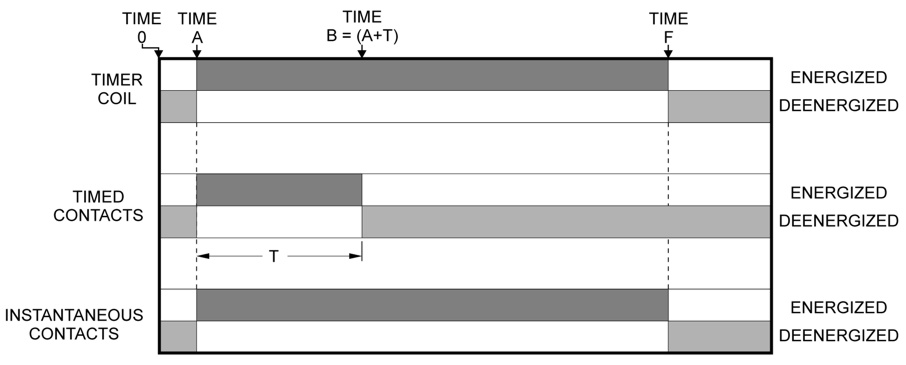 TIME
0
TIME
A
TIME
B = (A+T)
TIME
F
TIMER
COIL
ENERGIZED
DEENERGIZED
TIMED
CONTACTS
ENERGIZED
DEENERGIZED
T
INSTANTANEOUS
CONTACTS
ENERGIZED
DEENERGIZED